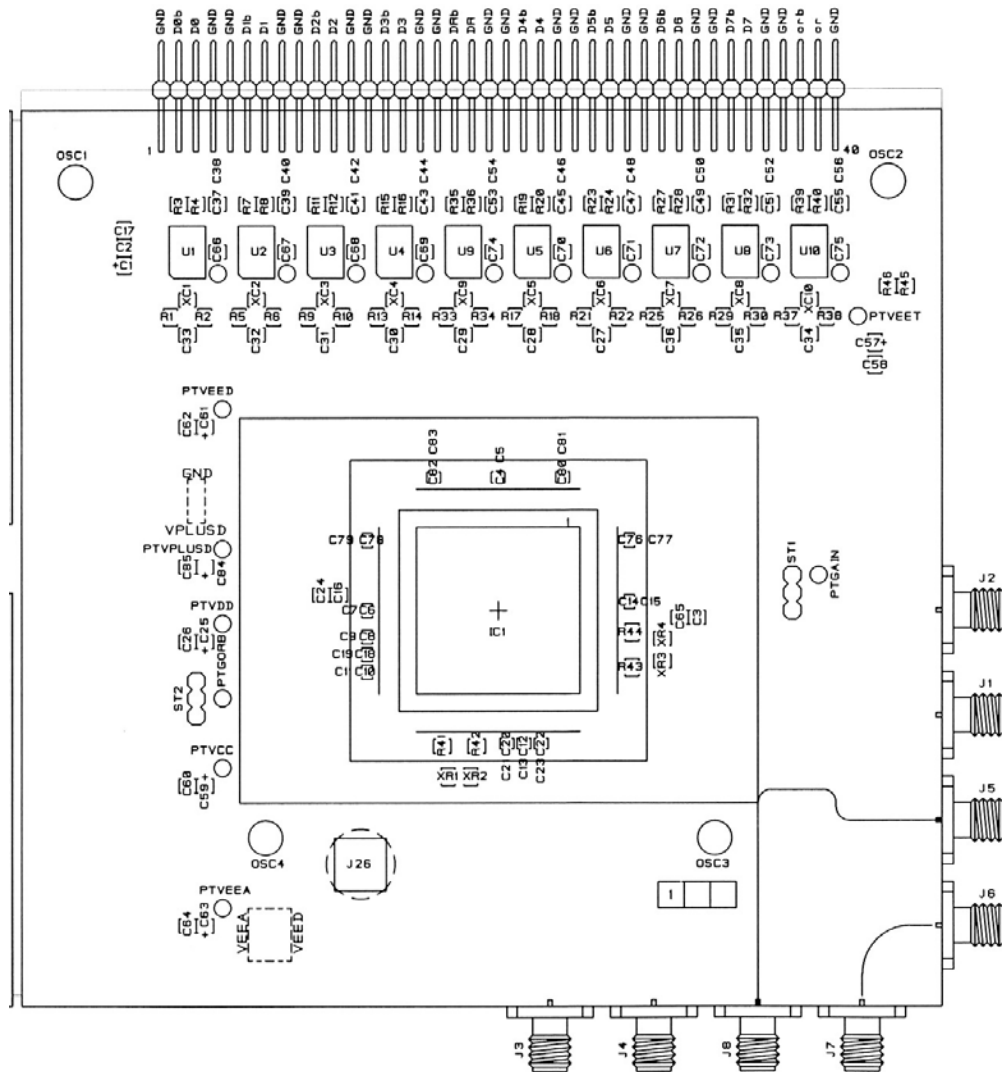 GND D0b D0 GND GND D1b D1 GND GND D2b D2 GND GND D3b D3 GND GND DRb DR GND GND D4b D4 GND GND D5b D5 GND GND D6b D6 GND GND D7b D7 GND GND orb or GND
1 40
OSC1 OSC2
C38 C40 C42 C44 C54 C46 C48 C50 C52 C56
R3 R4 C37 R7 R8 C39 R11 R12 C41 R15 R16 C43 R35 R36 C53 R19 R20 C45 R23 R24 C47 R27 R28 C49 R31 R32 C51 R39 R40 C55
C17
C2
+C1
U1 C66 U2 C67 U3 C68 U4 C69 U9 C74 U5 C70 U6 C71 U7 C72 U8 C73 U10 C75
R46 R45
XC1 XC2 XC3 XC4 XC9 XC5 XC6 XC7 XC8 XC10
R1 R2 R5 R6 R9 R10 R13 R14 R33 R34 R17 R18 R21 R22 R25 R26 R29 R30 R37 R38
PTVEET
C33 C32 C31 C30 C29 C28 C27 C36 C35 C34
C57+
C58
PTVEED
C62 +C61
C82 C83 C4 C5 C80 C81
GND
VPLUSD
1
C79 C78 C76 C77
PTVPLUSD
C85 + C84
ST1
PTGAIN
J2
C24 C16
C7 C6
C14 C15
C65 C3
IC1
PTVDD
C26 +C25
C9 C8
R44 XR4
C19 C18
C11 C10
R43 XR3
PTGORB
ST2
J1
R41 R42 C20 C12 C22
XR1 XR2 C21 C13 C23
PTVCC
C60 C59+
J5
OSC4 J26 OSC3
1
J6
PTVEEA
C64 +C63
VEEA VEED
J3 J4 J8 J7